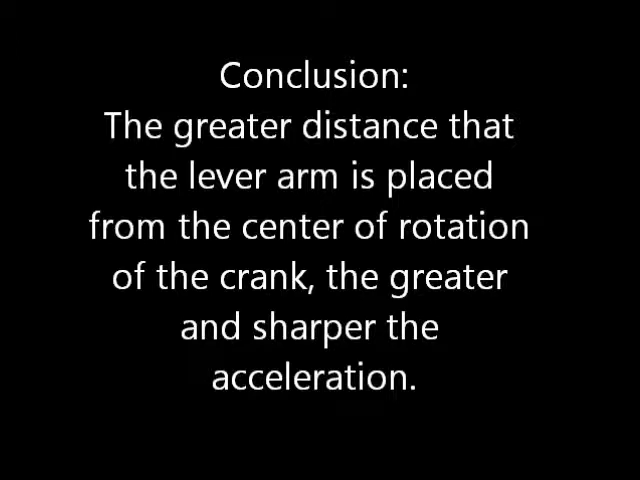 Conclusion:
The greater distance that
the lever arm is placed
from the center of rotation
of the crank, the greater
and sharper the
acceleration.